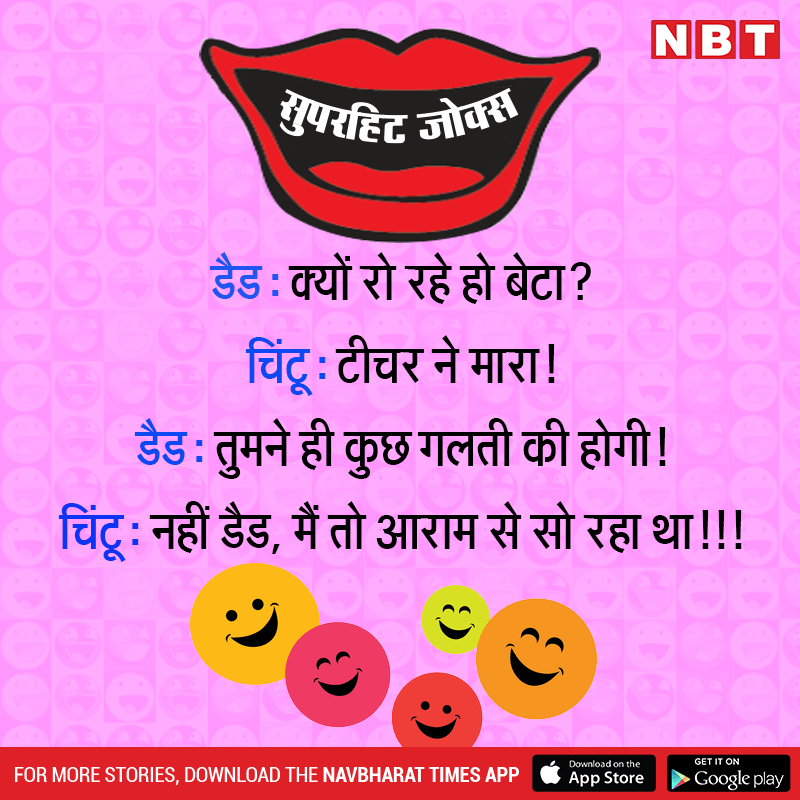 NBT
सुपरहिट जोक्स
डैड : क्यों रो रहे हो बेटा?
चिंटू : टीचर ने मारा!
डैड : तुमने ही कुछ गलती की होगी!
चिंटू : नहीं डैड, मैं तो आराम से सो रहा था!!!
FOR MORE STORIES, DOWNLOAD THE NAVBHARAT TIMES APP
Download on the
App Store
GET IT ON
Google play